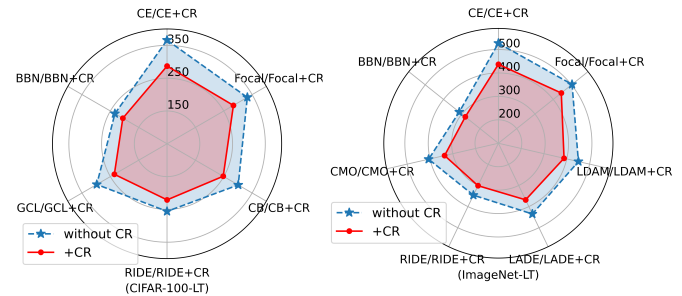 CE/CE+CR
350
250
150
BBN/BBN+CR
Focal/Focal+CR
GCL/GCL+CR
CB/CB+CR
without CR
+CR
RIDE/RIDE+CR
(CIFAR-100-LT)
CE/CE+CR
500
400
300
200
BBN/BBN+CR
Focal/Focal+CR
CMO/CMO+CR
LDAM/LDAM+CR
without CR
+CR
RIDE/RIDE+CR
LADE/LADE+CR
(ImageNet-LT)